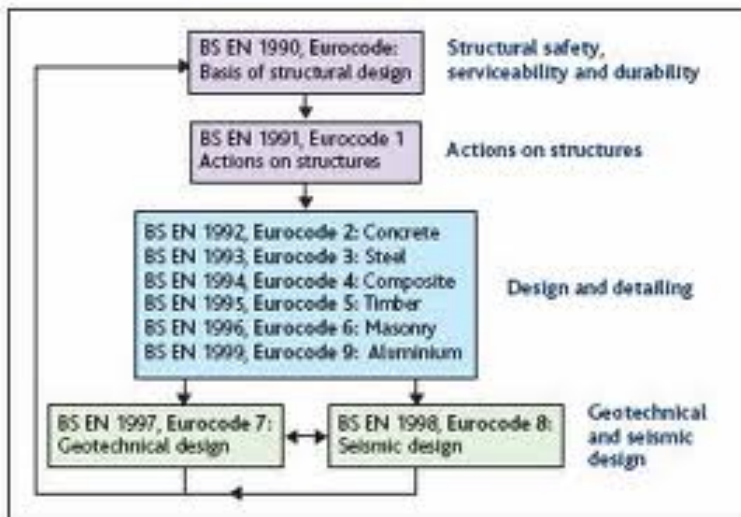 BS EN 1990, Eurocode:
Basis of structural design
Structural safety,
serviceability and durability
BS EN 1991, Eurocode 1
Actions on structures
Actions on structures
BS EN 1992, Eurocode 2: Concrete
BS EN 1993, Eurocode 3: Steel
BS EN 1994, Eurocode 4: Composite
BS EN 1995, Eurocode 5: Timber
BS EN 1996, Eurocode 6: Masonry
BS EN 1999, Eurocode 9: Aluminium
Design and detailing
BS EN 1997, Eurocode 7:
Geotechnical design
BS EN 1998, Eurocode 8:
Seismic design
Geotechnical
and seismic
design